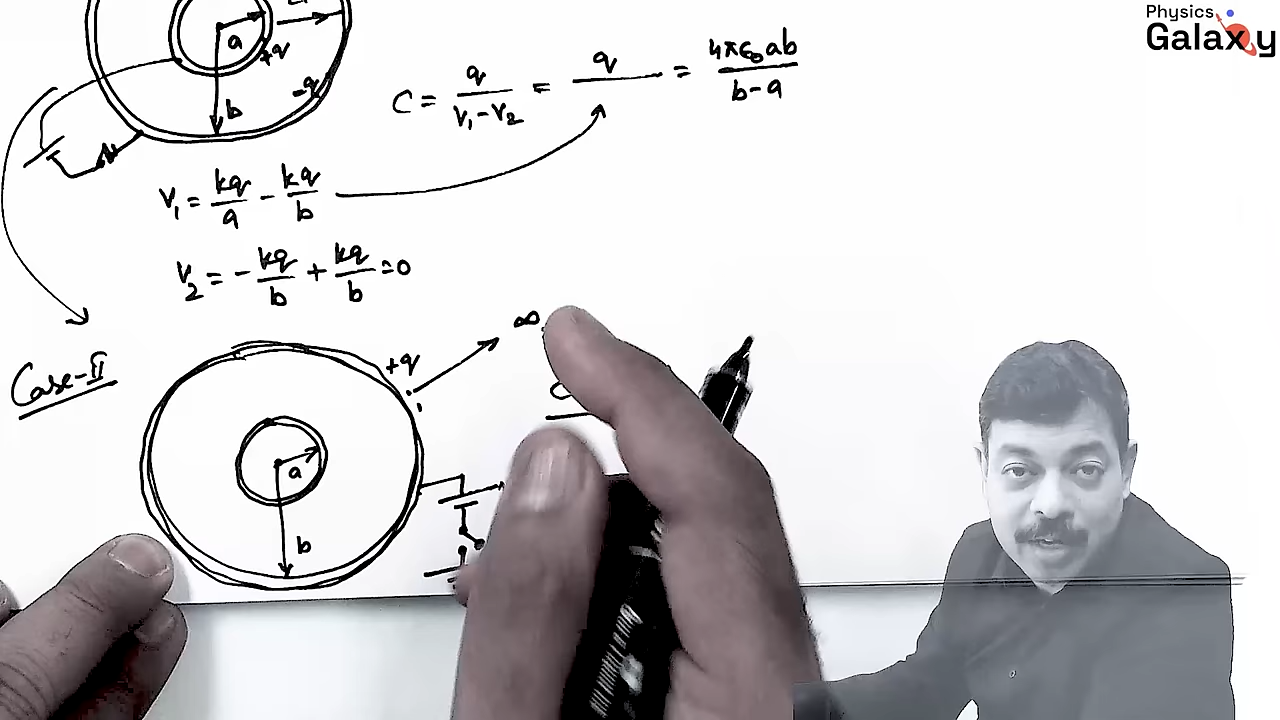 Physics
Galaxy
a
+q
-q
b
C = q/(V₁-V₂) = q/ = 4πϵ₀ab/(b-a)
V₁ = kq/a - kq/b
V₂ = -kq/b + kq/b = 0
∞
Case-II
+q
a
b